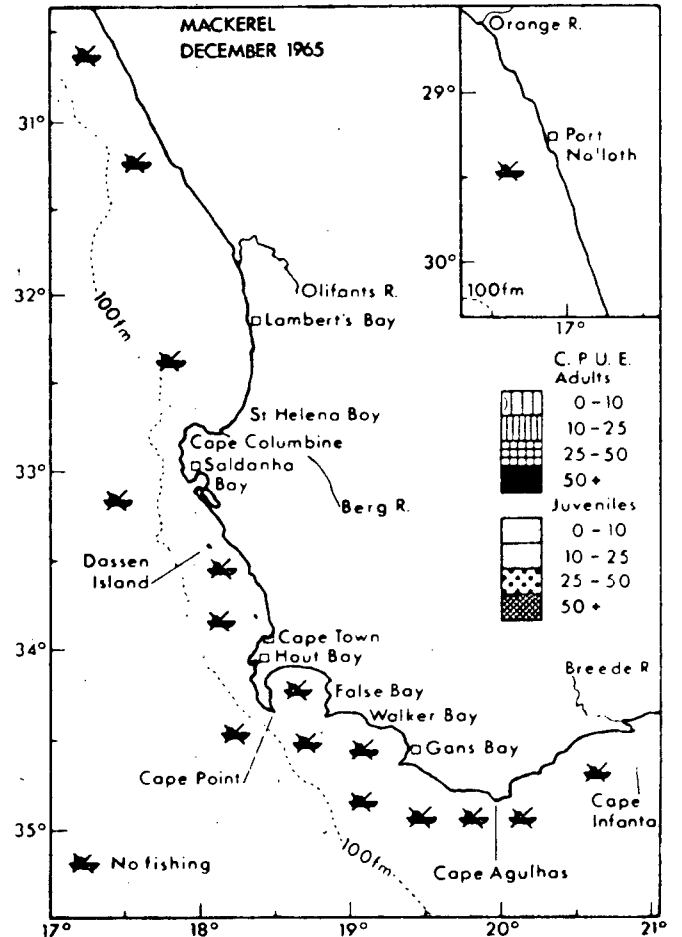 MACKEREL
DECEMBER 1965
Orange R.
29°
Port
No'loth
30°
100fm
17°
31°
32°
33°
34°
35°
100fm
Olifants R.
Lambert's Bay
St Helena Boy
Cape Columbine
Saldanha
Bay
Berg R.
Dassen
Island
Cape Town
Hout Bay
False Bay
Walker Bay
Gans Bay
Cape Point
Breede R
Cape
Infanta
Cape Agulhas
100fm
No fishing
C. P. U. E.
Adults
0-10
10-25
25-50
50+
Juveniles
0-10
10-25
25-50
50+
17°
18°
19°
20°
21°